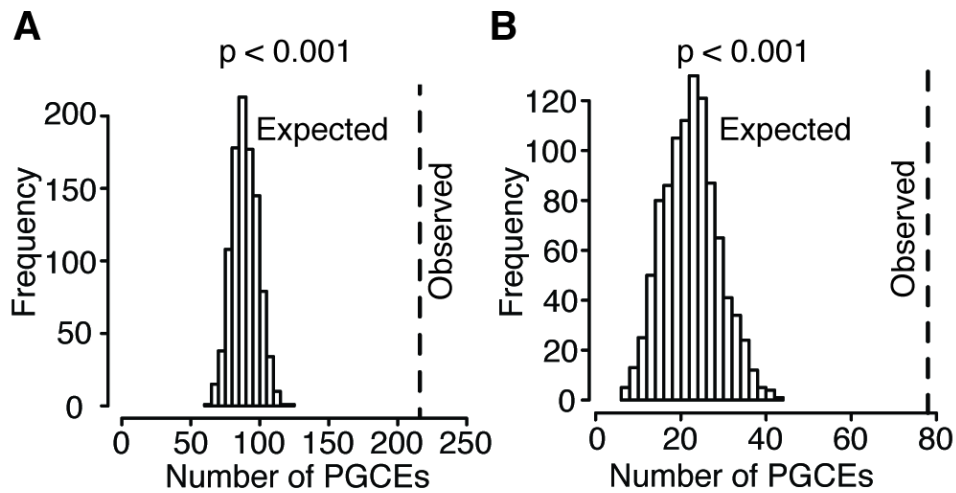 A
p < 0.001
Expected
Observed
Frequency
200
150
100
50
0
0 50 100 150 200 250
Number of PGCEs
B
p < 0.001
Expected
Observed
Frequency
120
100
80
60
40
20
0
0 20 40 60 80
Number of PGCEs